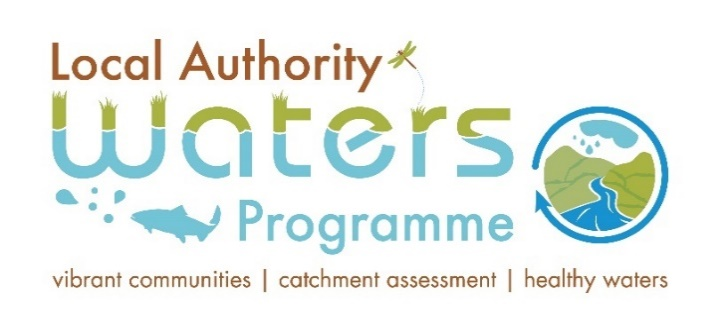 Local Authority
Waters
Programme
vibrant communities | catchment assessment | healthy waters